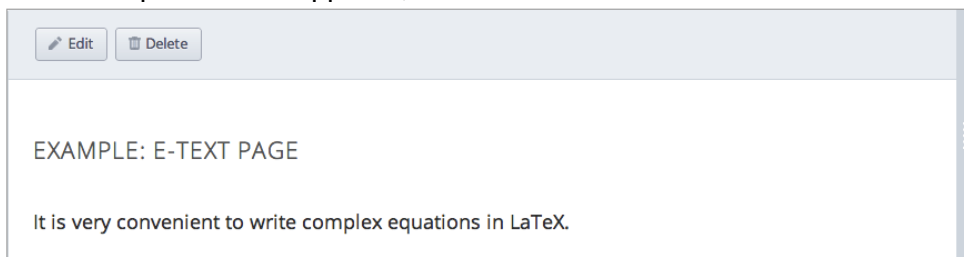 Edit Delete
EXAMPLE: E-TEXT PAGE
It is very convenient to write complex equations in LaTeX.